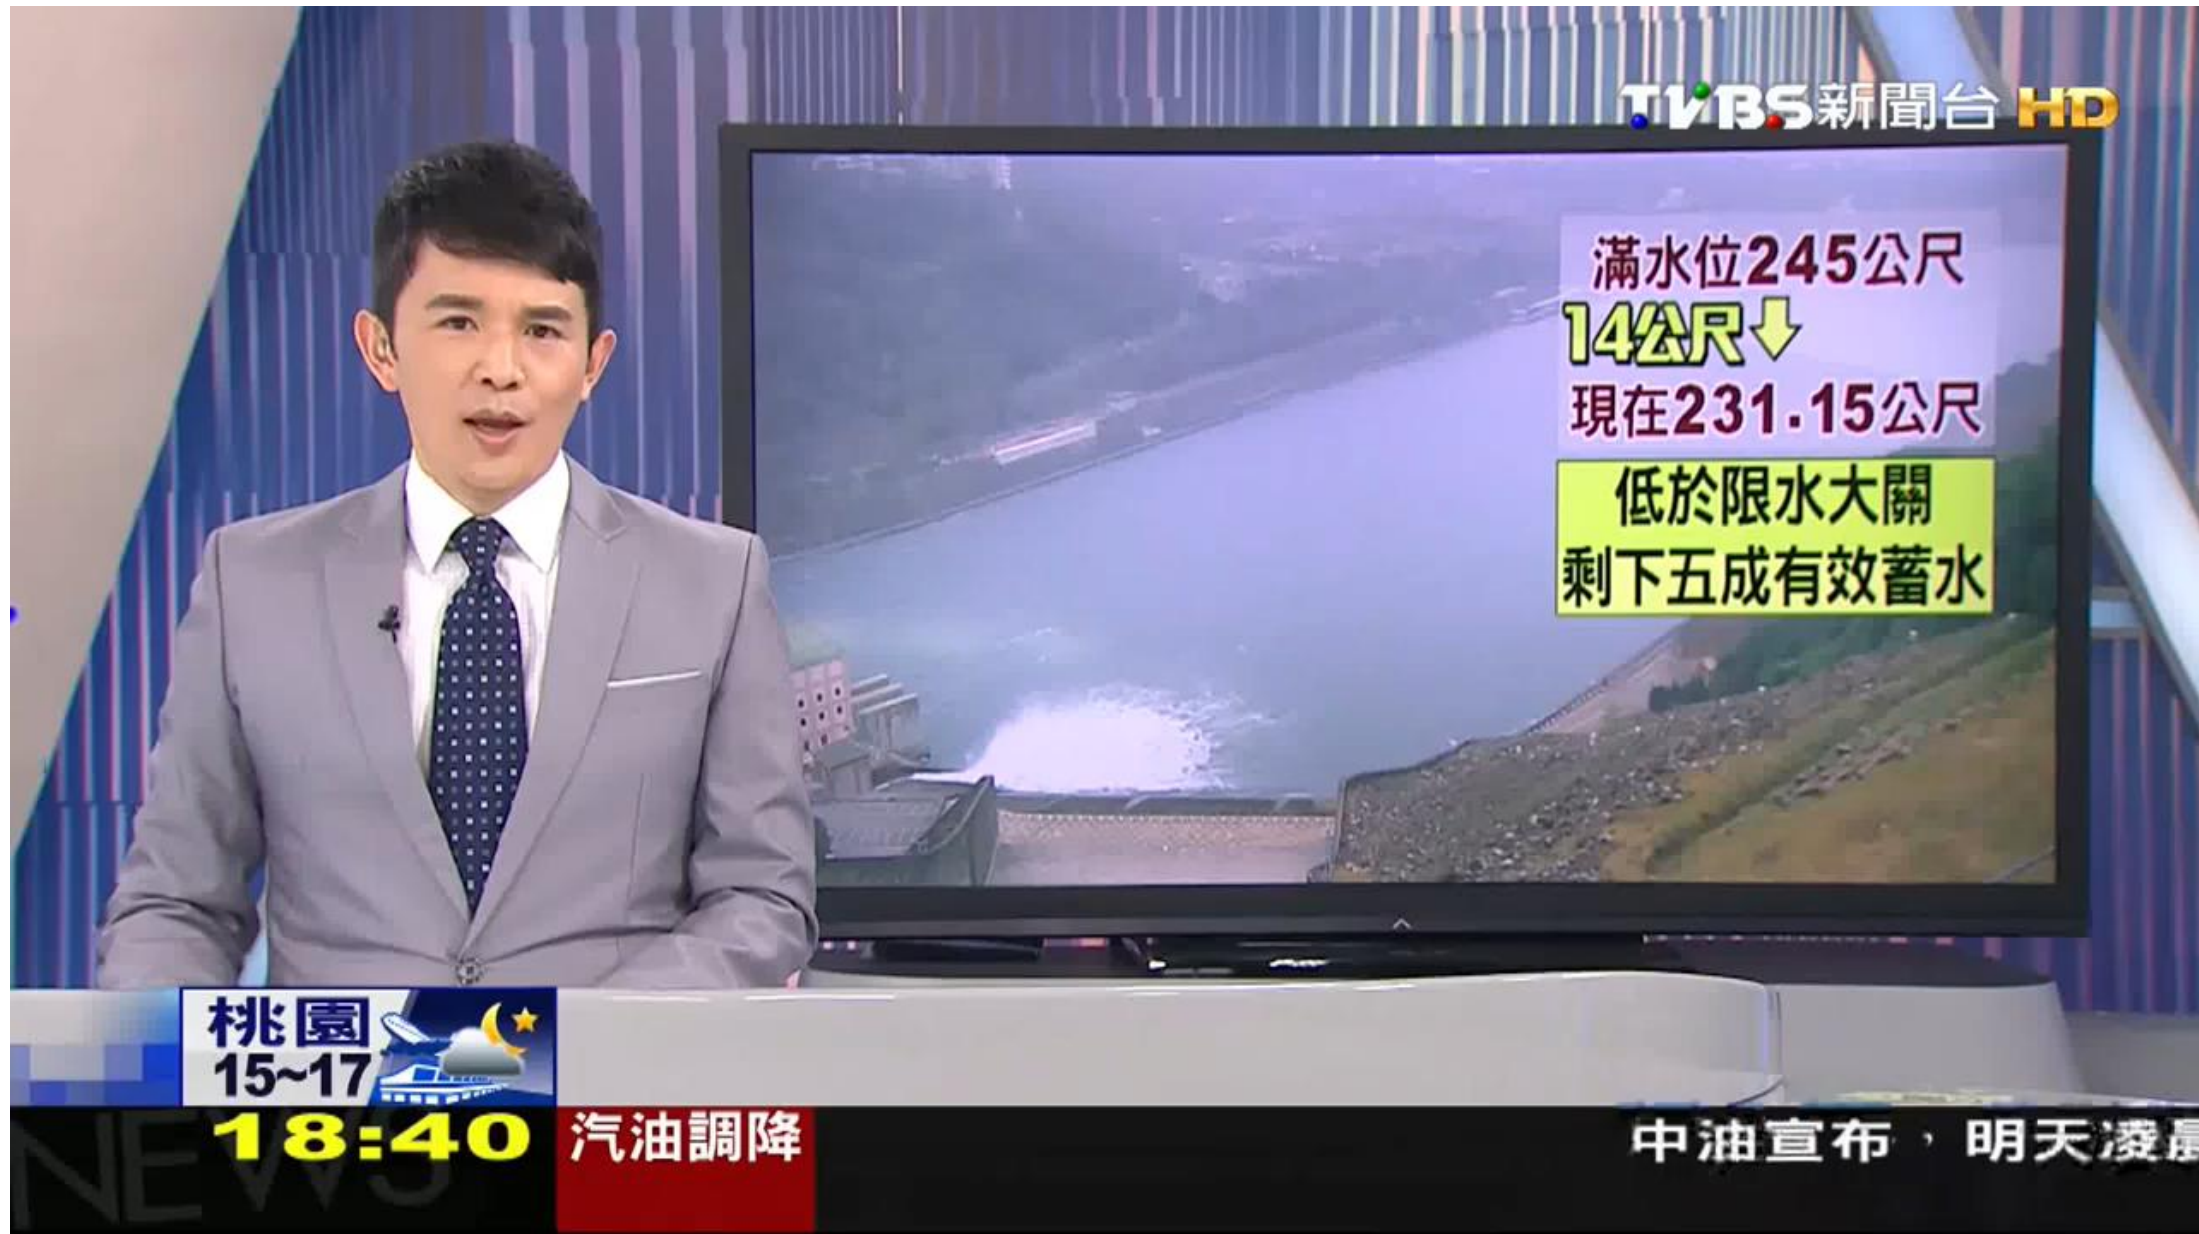 TVBS新聞台 HD
滿水位245公尺
14公尺↓
現在231.15公尺
低於限水大關
剩下五成有效蓄水
桃園
15~17
18:40
汽油調降
中油宣布，明天凌晨
NEWS